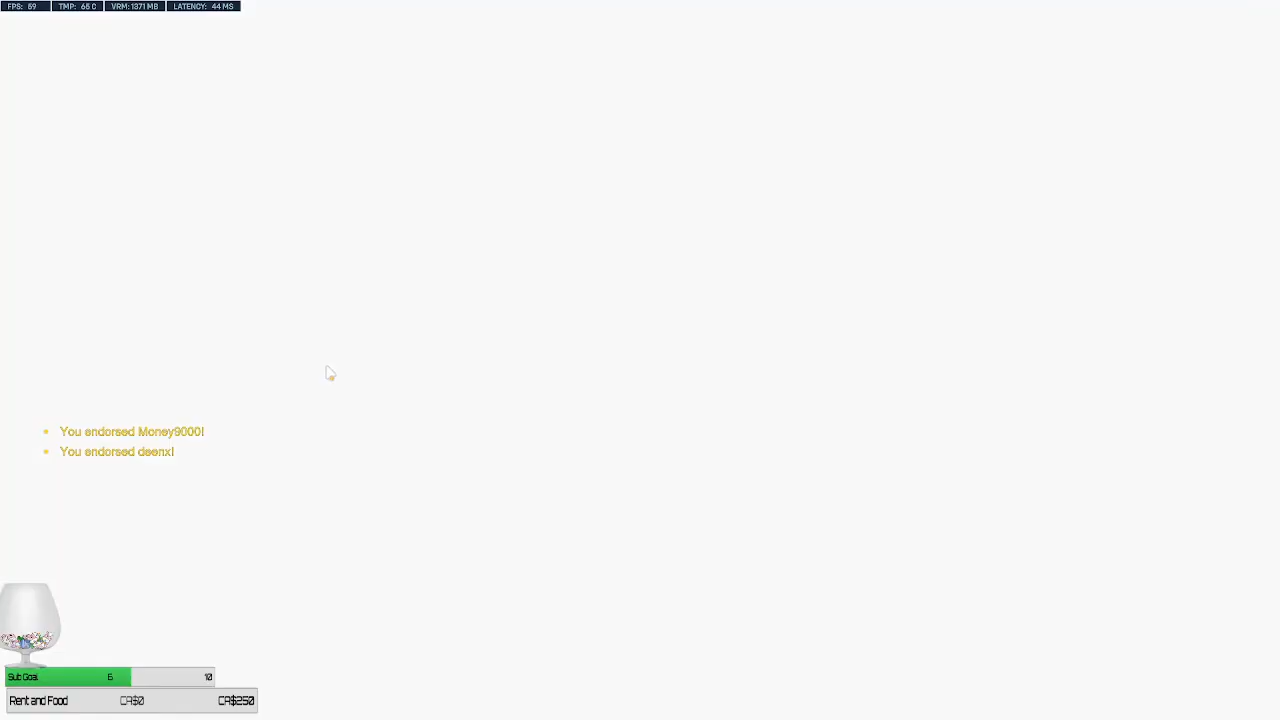 FPS: 59 TMP: 65 C VRM: 1371 MB LATENCY: 44 MS
You endorsed Money9000!
You endorsed daenx!
Sub Goal 6 10
Rent and Food CA$0 CA$250